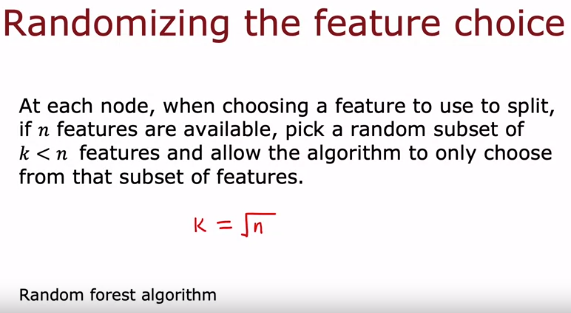 Randomizing the feature choice
At each node, when choosing a feature to use to split,
if n features are available, pick a random subset of
k < n features and allow the algorithm to only choose
from that subset of features.
K = √n
Random forest algorithm